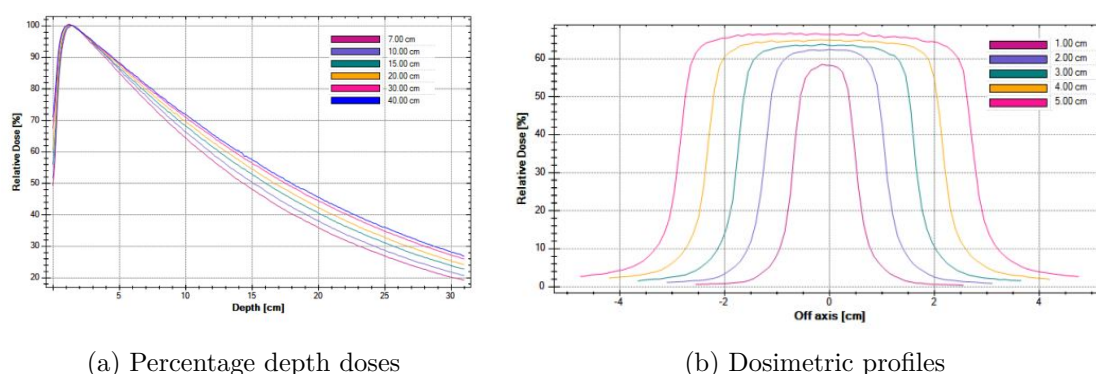 100
90
80
70
60
50
40
30
20
Relative Dose [%]
7.00 cm
10.00 cm
15.00 cm
20.00 cm
30.00 cm
40.00 cm
5
10
15
20
25
30
Depth [cm]
60
50
40
30
20
10
0
Relative Dose [%]
1.00 cm
2.00 cm
3.00 cm
4.00 cm
5.00 cm
-4
-2
0
2
4
Off axis [cm]
(a) Percentage depth doses
(b) Dosimetric profiles